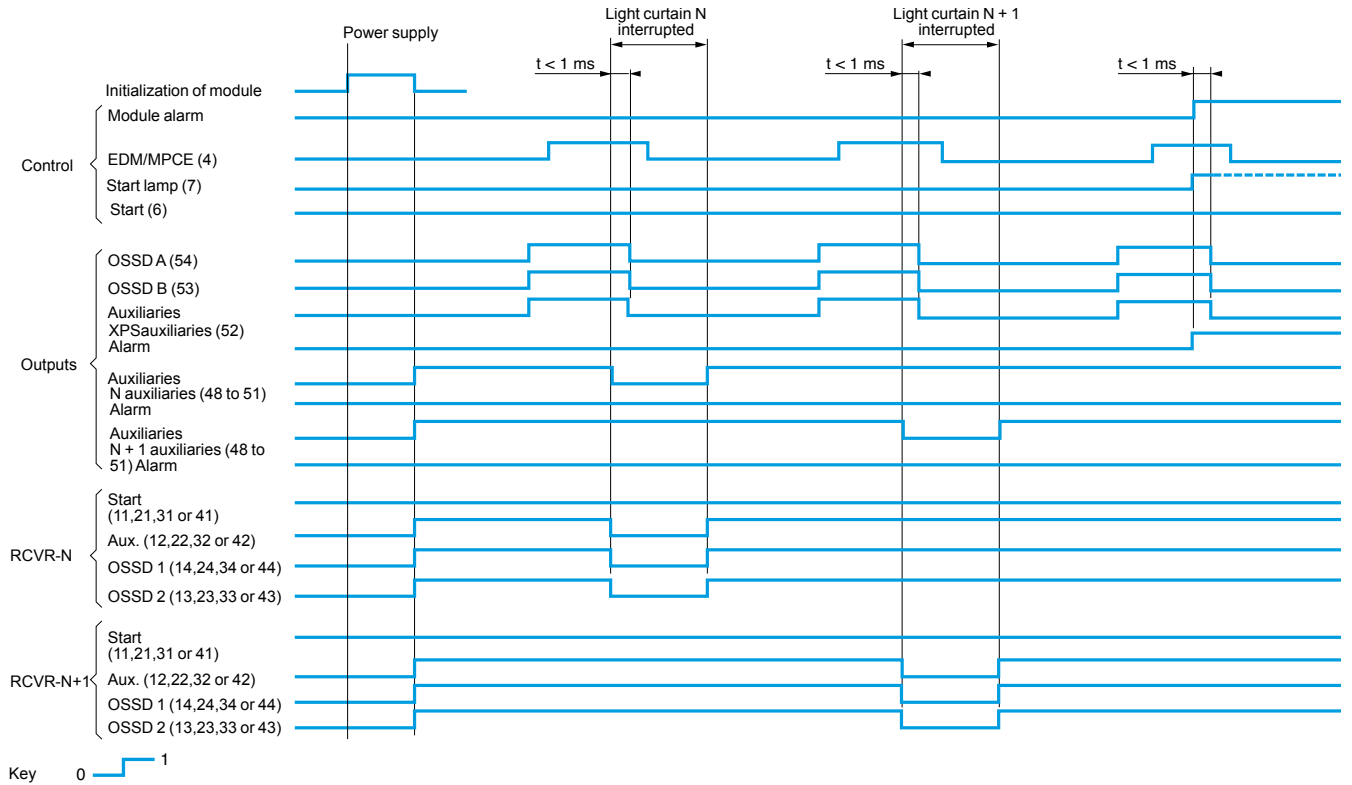 Light curtain N
interrupted
Light curtain N + 1
interrupted
Power supply
t < 1 ms
t < 1 ms
t < 1 ms
Initialization of module
Control
Module alarm
EDM/MPCE (4)
Start lamp (7)
Start (6)
Outputs
OSSD A (54)
OSSD B (53)
Auxiliaries
XPSauxiliaries (52)
Alarm
Auxiliaries
N auxiliaries (48 to 51)
Alarm
Auxiliaries
N + 1 auxiliaries (48 to
51) Alarm
RCVR-N
Start
(11,21,31 or 41)
Aux. (12,22,32 or 42)
OSSD 1 (14,24,34 or 44)
OSSD 2 (13,23,33 or 43)
RCVR-N+1
Start
(11,21,31 or 41)
Aux. (12,22,32 or 42)
OSSD 1 (14,24,34 or 44)
OSSD 2 (13,23,33 or 43)
Key 0 1